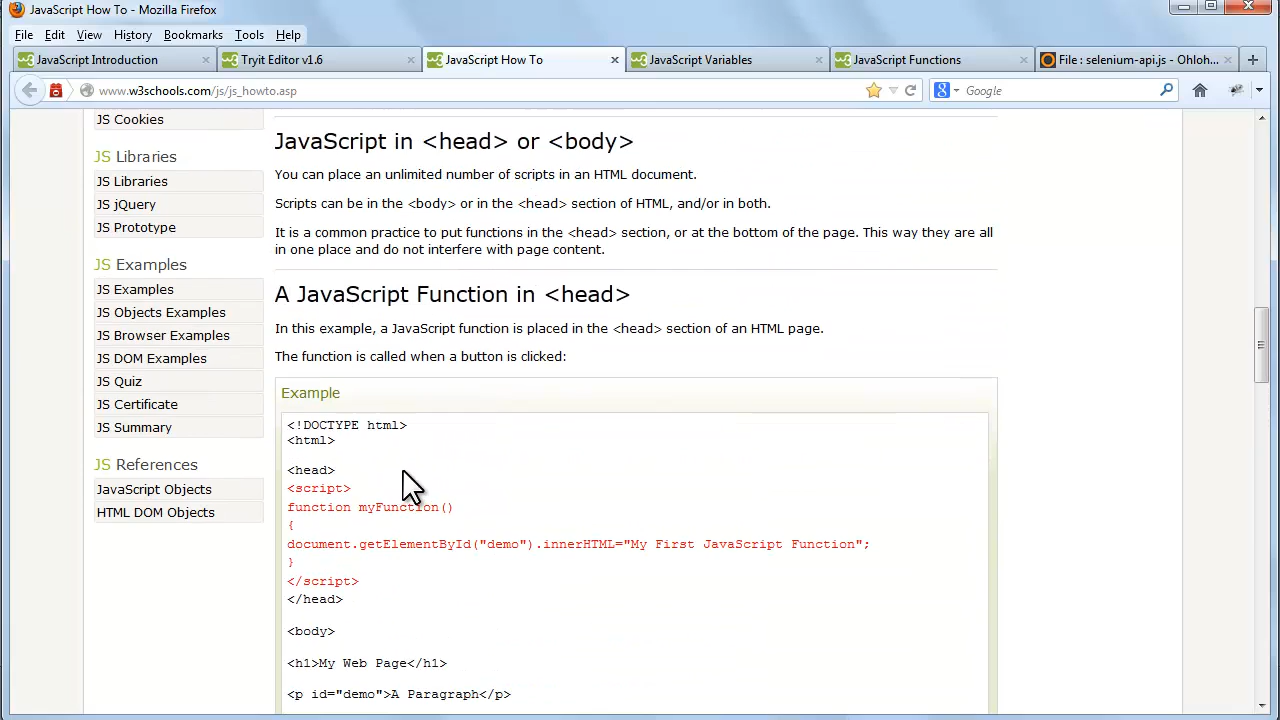 JavaScript How To - Mozilla Firefox
File Edit View History Bookmarks Tools Help
JavaScript Introduction
Tryit Editor v1.6
JavaScript How To
JavaScript Variables
JavaScript Functions
File : selenium-api.js - Ohloh...
www.w3schools.com/js/js_howto.asp
Google
JS Cookies
JS Libraries
JS Libraries
JS jQuery
JS Prototype
JS Examples
JS Examples
JS Objects Examples
JS Browser Examples
JS DOM Examples
JS Quiz
JS Certificate
JS Summary
JS References
JavaScript Objects
HTML DOM Objects
JavaScript in <head> or <body>
You can place an unlimited number of scripts in an HTML document.
Scripts can be in the <body> or in the <head> section of HTML, and/or in both.
It is a common practice to put functions in the <head> section, or at the bottom of the page. This way they are all
in one place and do not interfere with page content.
A JavaScript Function in <head>
In this example, a JavaScript function is placed in the <head> section of an HTML page.
The function is called when a button is clicked:
Example
<!DOCTYPE html>
<html>
<head>
<script>
function myFunction()
{
document.getElementById("demo").innerHTML="My First JavaScript Function";
}
</script>
</head>
<body>
<h1>My Web Page</h1>
<p id="demo">A Paragraph</p>